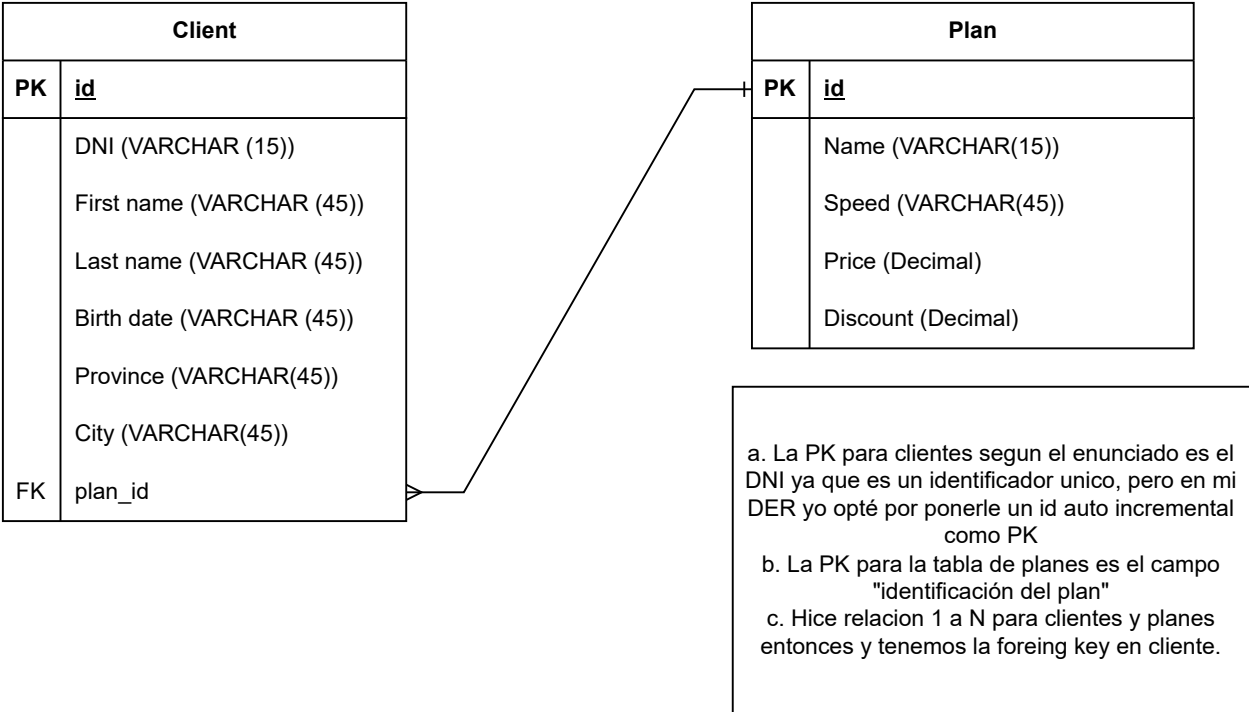 Client
PK id
DNI (VARCHAR (15))
First name (VARCHAR (45))
Last name (VARCHAR (45))
Birth date (VARCHAR (45))
Province (VARCHAR(45))
City (VARCHAR(45))
FK plan_id
Plan
PK id
Name (VARCHAR(15))
Speed (VARCHAR(45))
Price (Decimal)
Discount (Decimal)
a. La PK para clientes segun el enunciado es el
DNI ya que es un identificador unico, pero en mi
DER yo opté por ponerle un id auto incremental
como PK
b. La PK para la tabla de planes es el campo
"identificación del plan"
c. Hice relacion 1 a N para clientes y planes
entonces y tenemos la foreing key en cliente.